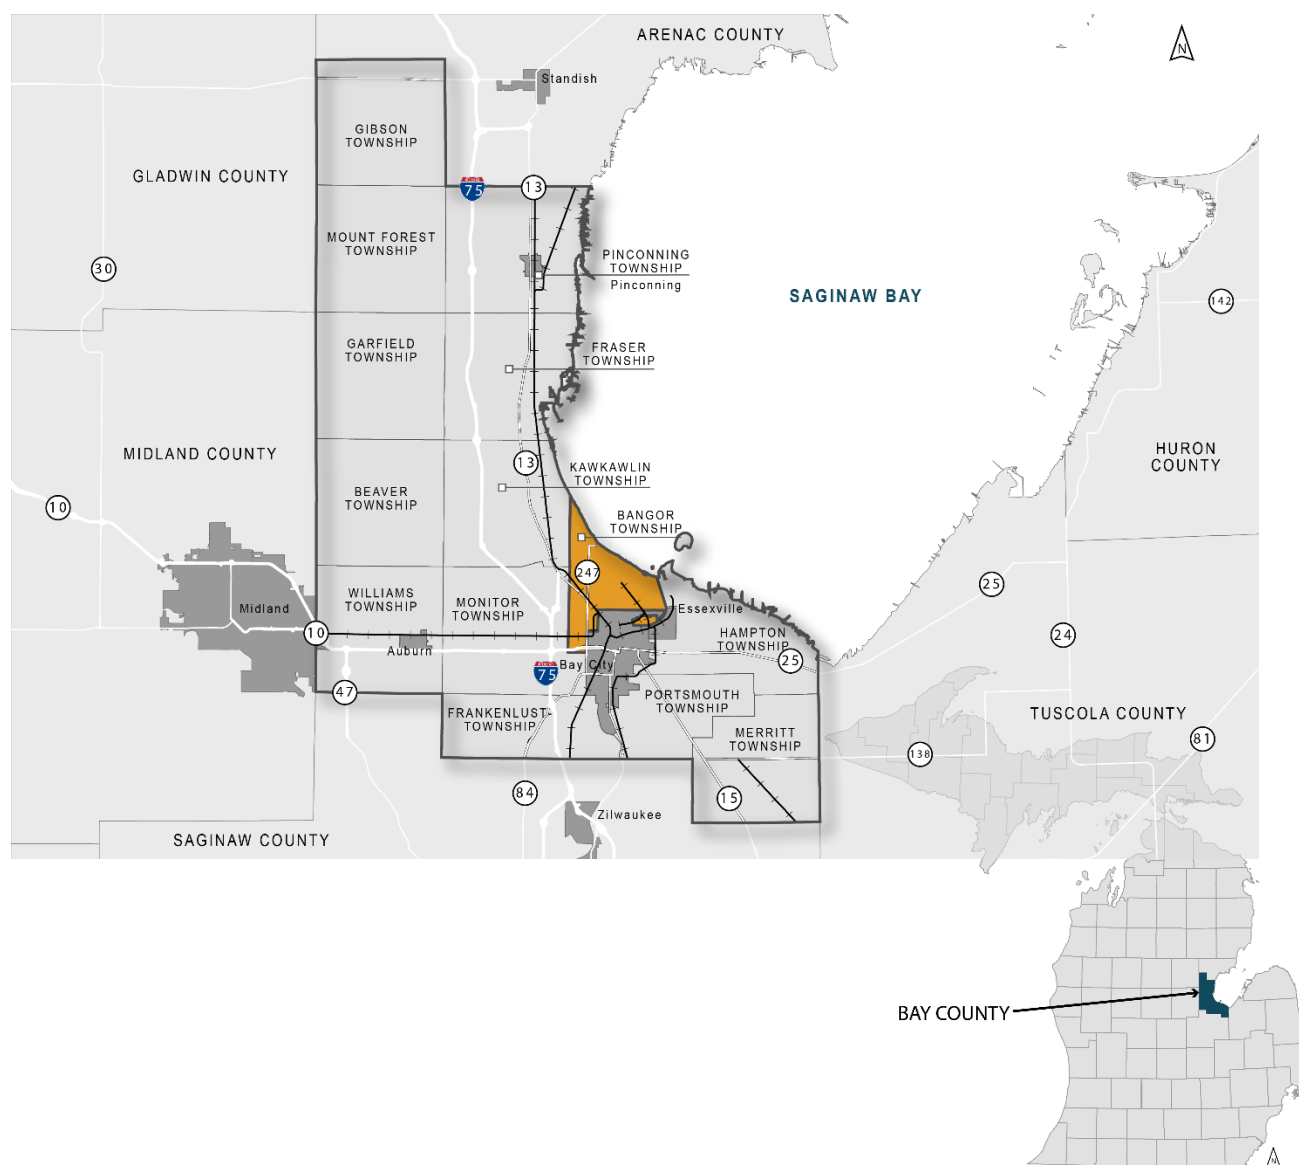 ARENAC COUNTY
N
Standish
GIBSON
TOWNSHIP
GLADWIN COUNTY
75
13
MOUNT FOREST
TOWNSHIP
PINCONNING
TOWNSHIP
Pinconning
30
SAGINAW BAY
142
GARFIELD
TOWNSHIP
FRASER
TOWNSHIP
MIDLAND COUNTY
HURON
COUNTY
13
KAWKAWLIN
TOWNSHIP
BEAVER
TOWNSHIP
10
BANGOR
TOWNSHIP
247
25
WILLIAMS
TOWNSHIP
MONITOR
TOWNSHIP
Midland
Essexville
10
24
HAMPTON
TOWNSHIP
Auburn
25
75
Bay City
47
PORTSMOUTH
TOWNSHIP
FRANKENLUST
TOWNSHIP
TUSCOLA COUNTY
MERRITT
TOWNSHIP
81
138
84
15
Zilwaukee
SAGINAW COUNTY
BAY COUNTY
N